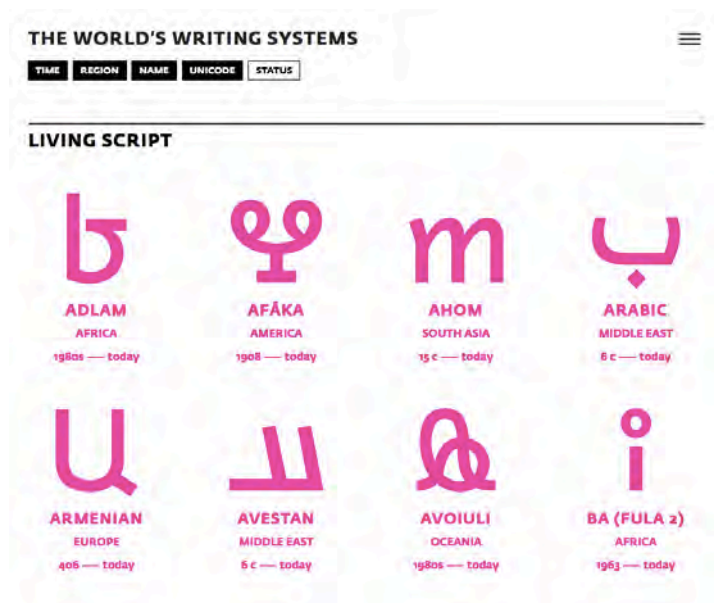 THE WORLD'S WRITING SYSTEMS
TIME REGION NAME UNICODE STATUS
LIVING SCRIPT
ب
ADLAM AFÁKA AHOM ARABIC
AFRICA AMERICA SOUTH ASIA MIDDLE EAST
1980s — today 1908 — today 15 c — today 6 c — today
Ա
ARMENIAN AVESTAN AVOIULI BA (FULA 2)
EUROPE MIDDLE EAST OCEANIA AFRICA
406 — today 6 c — today 1980s — today 1963 — today